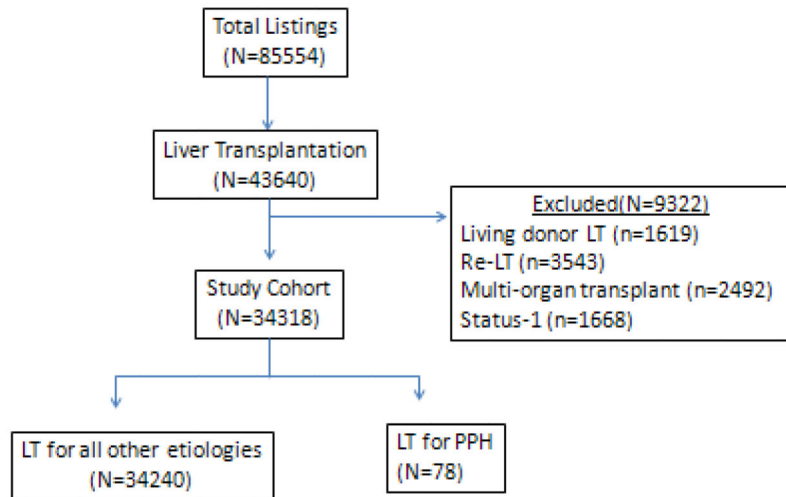 Total Listings
(N=85554)
Liver Transplantation
(N=43640)
Excluded(N=9322)
Living donor LT (n=1619)
Re-LT (n=3543)
Multi-organ transplant (n=2492)
Status-1 (n=1668)
Study Cohort
(N=34318)
LT for all other etiologies
(N=34240)
LT for PPH
(N=78)